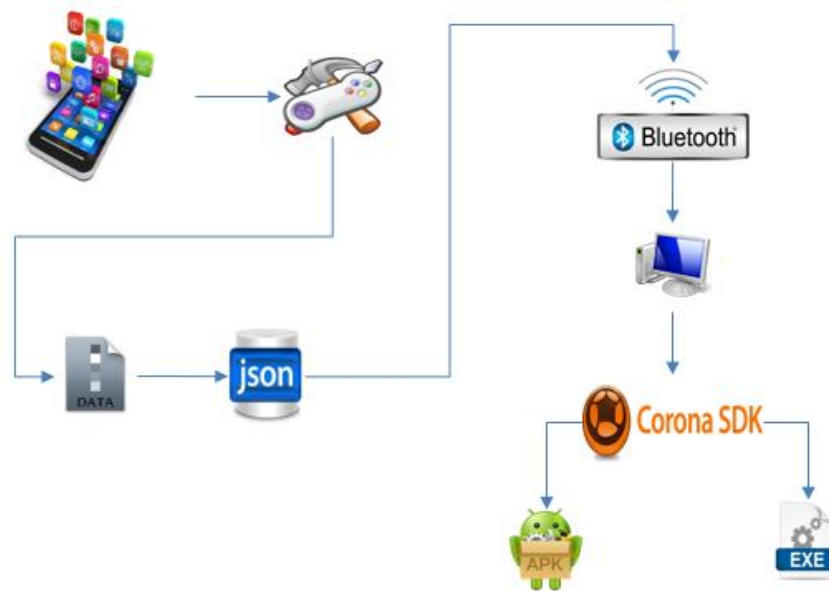 Bluetooth
DATA
json
Corona SDK
APK
EXE